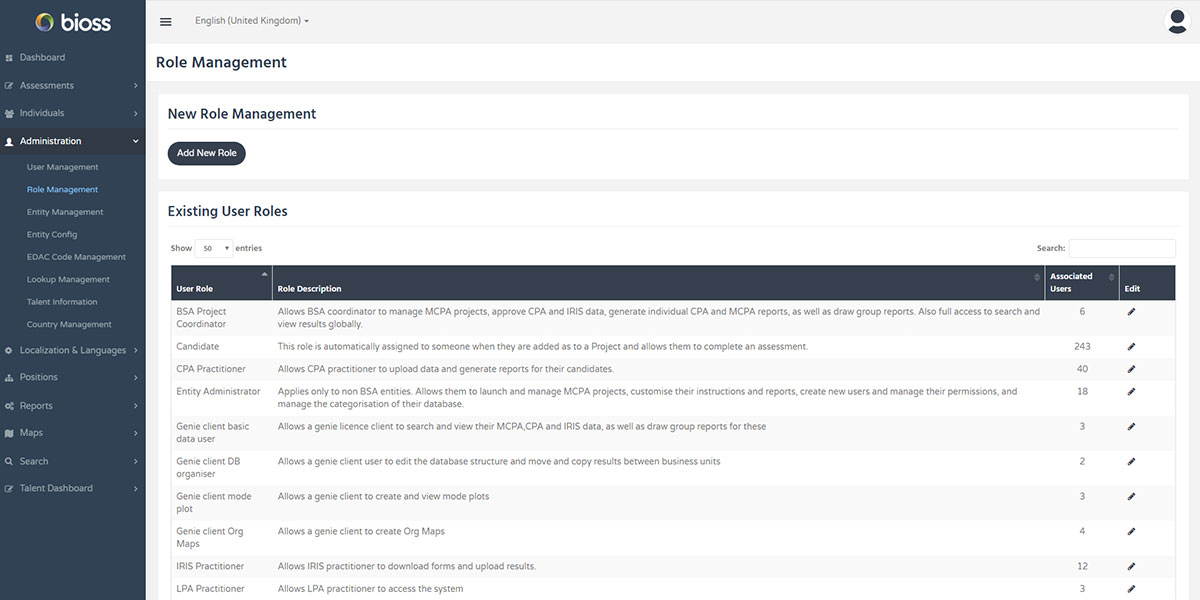 bioss
English (United Kingdom)
Dashboard
Assessments
Individuals
Administration
User Management
Role Management
Entity Management
Entity Config
EDAC Code Management
Lookup Management
Talent Information
Country Management
Localization & Languages
Positions
Reports
Maps
Search
Talent Dashboard
Role Management
New Role Management
Add New Role
Existing User Roles
Show 50 entries
Search:
User Role Role Description Associated Users Edit
BSA Project Allows BSA coordinator to manage MCPA projects, approve CPA and IRIS data, generate individual CPA and MCPA reports, as well as draw group reports. Also full access to search and 6
Coordinator view results globally.
Candidate This role is automatically assigned to someone when they are added as to a Project and allows them to complete an assessment. 243
CPA Practitioner Allows CPA practitioner to upload data and generate reports for their candidates. 40
Entity Administrator Applies only to non BSA entities. Allows them to launch and manage MCPA projects, customise their instructions and reports, create new users and manage their permissions, and 18
manage the categorisation of their database.
Genie client basic Allows a genie licence client to search and view their MCPA,CPA and IRIS data, as well as draw group reports for these 3
data user
Genie client DB Allows a genie client user to edit the database structure and move and copy results between business units 2
organiser
Genie client mode Allows a genie client to create and view mode plots 3
plot
Genie client Org Allows a genie client to create Org Maps 4
Maps
IRIS Practitioner Allows IRIS practitioner to download forms and upload results. 12
LPA Practitioner Allows LPA practitioner to access the system 3